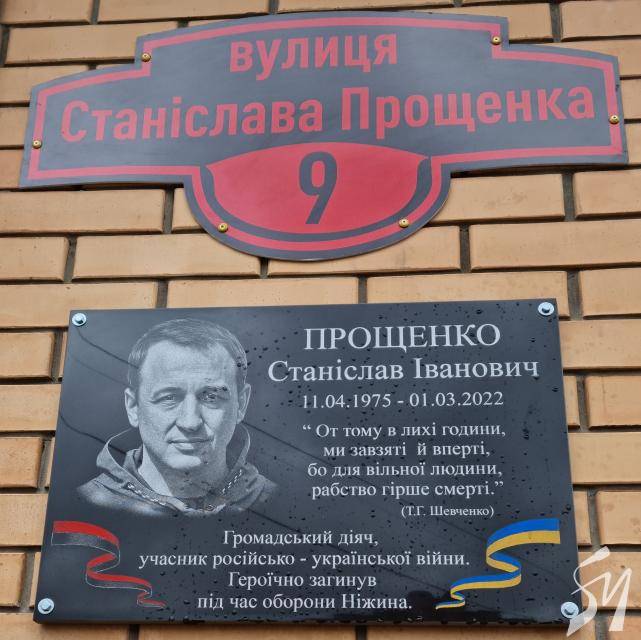 вулиця
Станіслава Прощенка
9
ПРОЩЕНКО
Станіслав Іванович
11.04.1975 - 01.03.2022
“ От тому в лихі години,
ми завзяті й вперті,
бо для вільної людини,
рабство гірше смерті.”
(Т.Г. Шевченко)
Громадський діяч,
учасник російсько - української війни.
Героїчно загинув
під час оборони Ніжина.